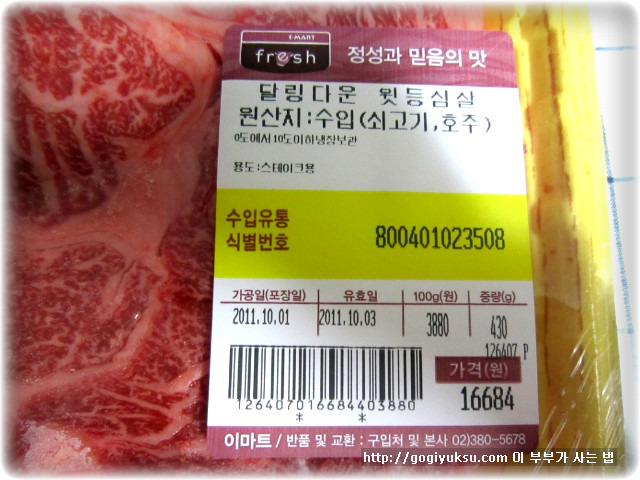 E-MART
fresh 정성과 믿음의 맛
달링다운 윗등심살
원산지:수입(쇠고기,호주)
0도에서10도이하냉장보관
용도:스테이크용
수입유통
식별번호 800401023508
가공일(포장일) 유효일 100g(원) 중량(g)
2011.10.01 2011.10.03 3880 430
126407 P
가격(원)
16684
126407016684403880
* *
이마트 / 반품 및 교환 : 구입처 및 본사 02)380-5678
http://gogiyuksu.com 이 부부가 사는 법